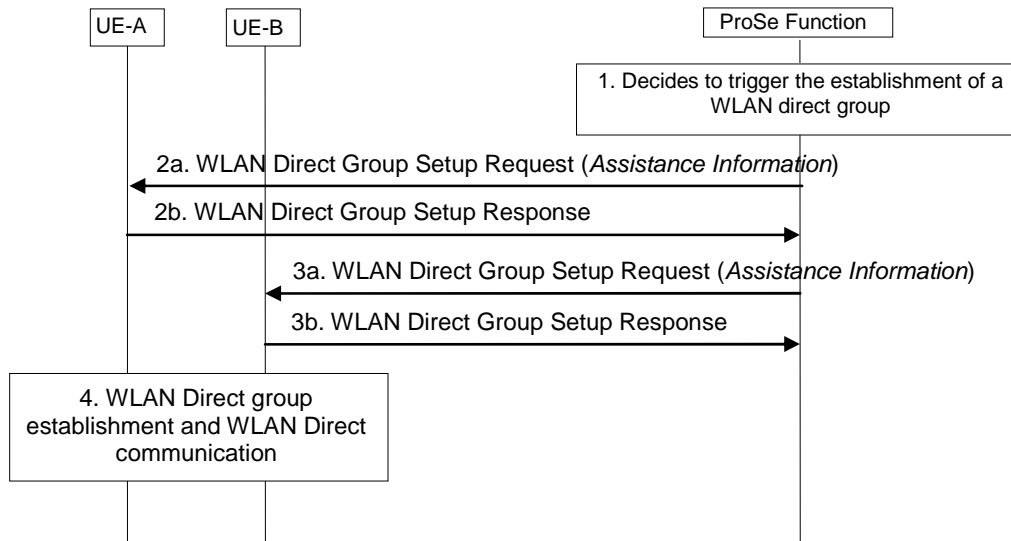 UE-A
UE-B
ProSe Function
1. Decides to trigger the establishment of a
WLAN direct group
2a. WLAN Direct Group Setup Request (Assistance Information)
2b. WLAN Direct Group Setup Response
3a. WLAN Direct Group Setup Request (Assistance Information)
3b. WLAN Direct Group Setup Response
4. WLAN Direct group
establishment and WLAN Direct
communication